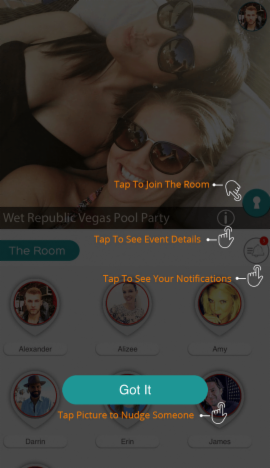 Tap To Join The Room
Wet Republic Vegas Pool Party
i
Tap To See Event Details
The Room
Tap To See Your Notifications
Alexander
Alizee
Amy
Got It
Tap Picture to Nudge Someone
Darrin
Erin
James